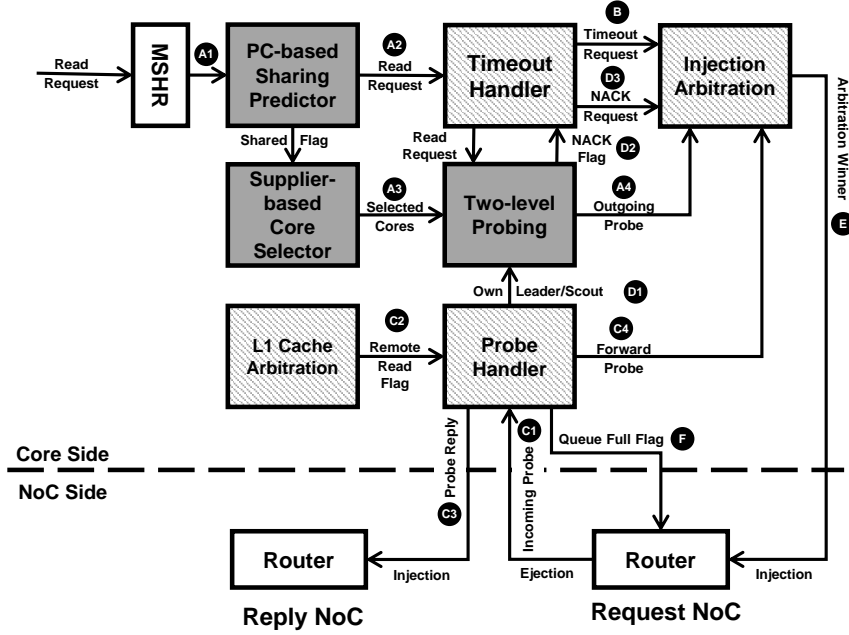 Read
Request
MSHR
A1
PC-based
Sharing
Predictor
A2
Read
Request
Timeout
Handler
B
Timeout
Request
D3
NACK
Request
Injection
Arbitration
Arbitration Winner
E
Shared Flag
Read
Request
NACK
Flag
D2
Supplier-
based
Core
Selector
A3
Selected
Cores
Two-level
Probing
A4
Outgoing
Probe
Own Leader/Scout
D1
L1 Cache
Arbitration
C2
Remote
Read
Flag
Probe
Handler
C4
Forward
Probe
Core Side
NoC Side
Probe Reply
C3
C1
Incoming Probe
Queue Full Flag
F
Router
Injection
Ejection
Router
Injection
Reply NoC
Request NoC